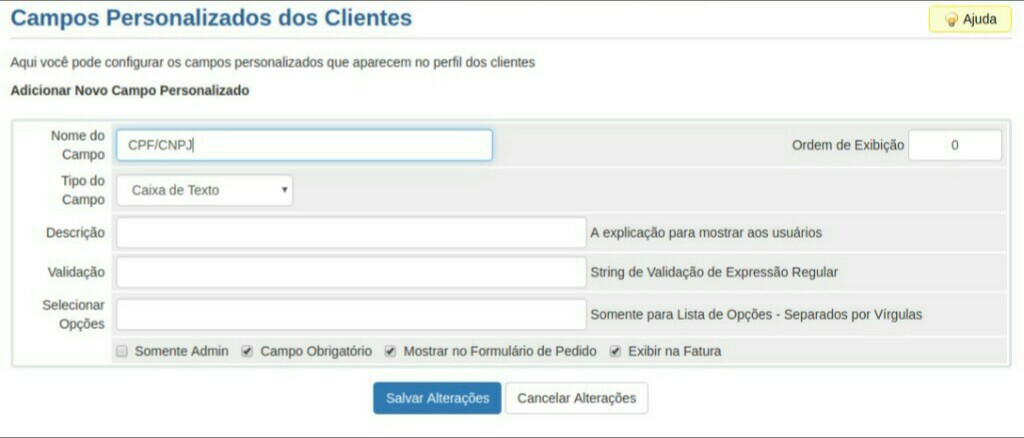 Campos Personalizados dos Clientes
Ajuda
Aqui você pode configurar os campos personalizados que aparecem no perfil dos clientes
Adicionar Novo Campo Personalizado
Nome do
Campo
CPF/CNPJ
Ordem de Exibição
0
Tipo do
Campo
Caixa de Texto
Descrição
A explicação para mostrar aos usuários
Validação
String de Validação de Expressão Regular
Selecionar
Opções
Somente para Lista de Opções - Separados por Vírgulas
Somente Admin
Campo Obrigatório
Mostrar no Formulário de Pedido
Exibir na Fatura
Salvar Alterações
Cancelar Alterações